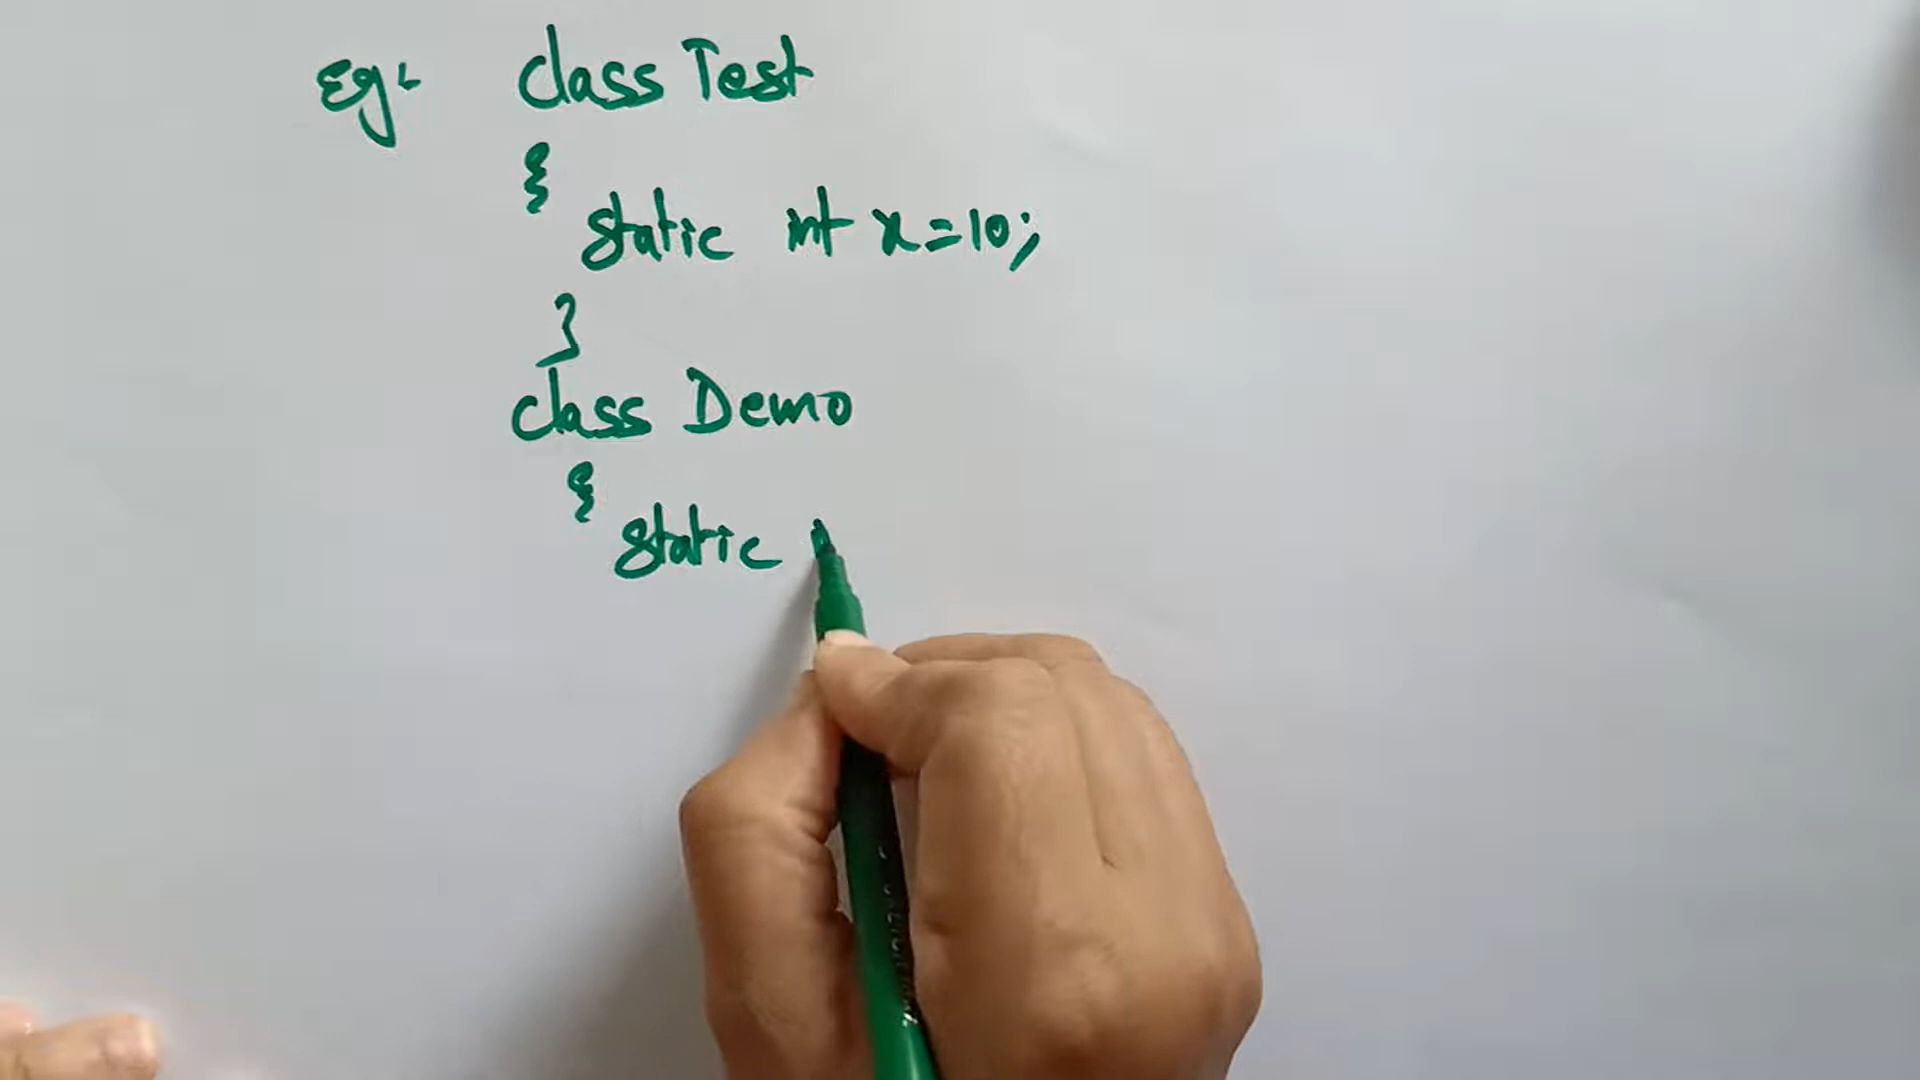 Eg:- class Test
{
static int x=10;
}
class Demo
{
static